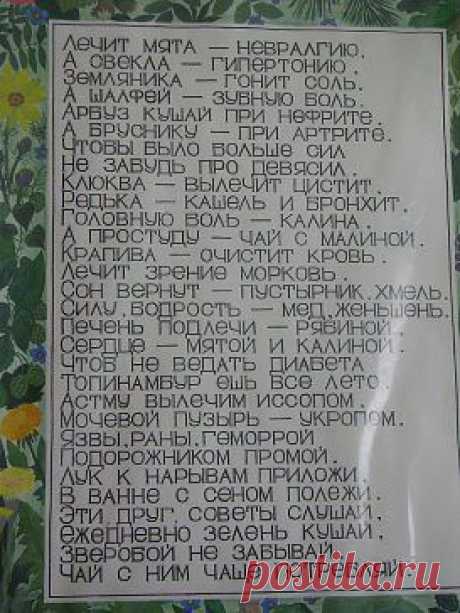 Лечит мята — невралгию,
А свекла — гипертонию.
Земляника — гонит соль,
А шалфей — зубную боль.
Арбуз кушай при нефрите,
А бруснику — при артрите.
Чтобы было больше сил
Не забудь про девясил.
Клюква — вылечит цистит,
Редька — кашель и бронхит.
Головную боль — калина,
А простуду — чай с малиной.
Крапива — очистит кровь,
Лечит зрение морковь.
Сон вернут — пустырник, хмель.
Силу, бодрость — мед, женьшень.
Печень подлечи — рябиной,
Сердце — мятой и калиной.
Чтоб не ведать диабета
Топинамбур ешь все лето.
Астму вылечим иссопом,
Мочевой пузырь — укропом.
Язвы, раны, геморрой
Подорожником промой.
Лук к нарывам приложи,
В ванне с сеном полежи.
Эти, друг, советы слушай,
Ежедневно зелень кушай,
Зверобой не забывай,
Чай с ним чаще
postila.ru